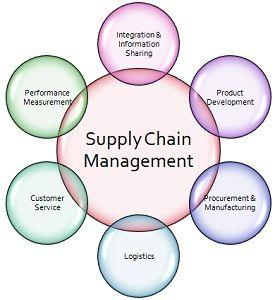 Integration &
Information
Sharing
Performance
Measurement
Product
Development
Supply Chain
Management
Customer
Service
Procurement &
Manufacturing
Logistics